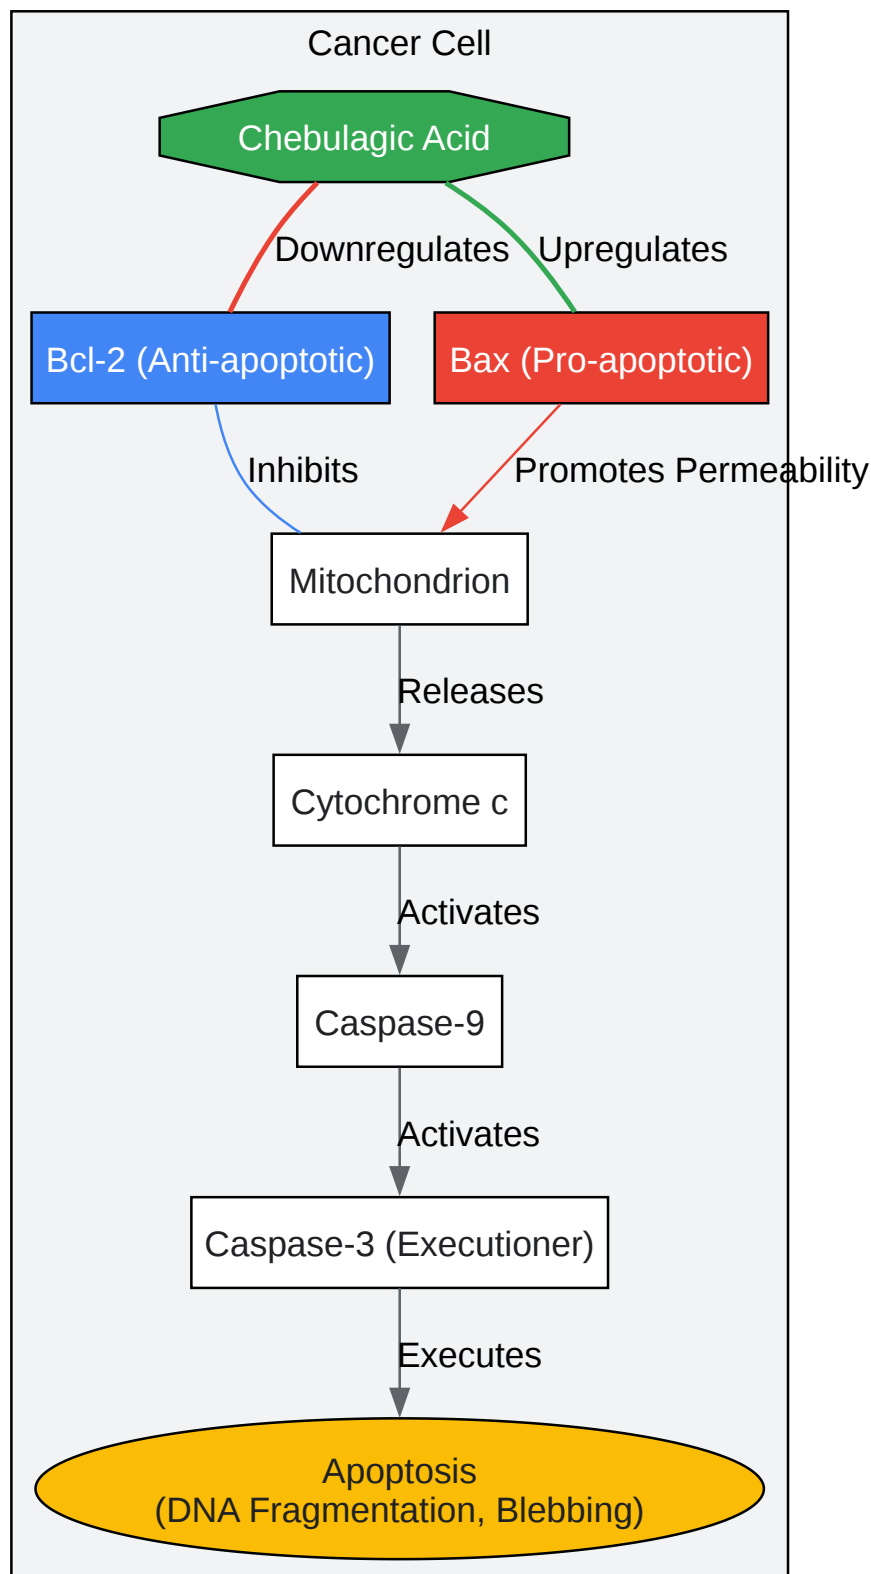 Cancer Cell
Chebulagic Acid
Downregulates
Upregulates
Bcl-2 (Anti-apoptotic)
Bax (Pro-apoptotic)
Inhibits
Promotes Permeability
Mitochondrion
Releases
Cytochrome c
Activates
Caspase-9
Activates
Caspase-3 (Executioner)
Executes
Apoptosis
(DNA Fragmentation, Blebbing)